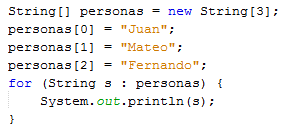 String[] personas = new String[3];
personas[0] = "Juan";
personas[1] = "Mateo";
personas[2] = "Fernando";
for (String s : personas) {
    System.out.println(s);
}